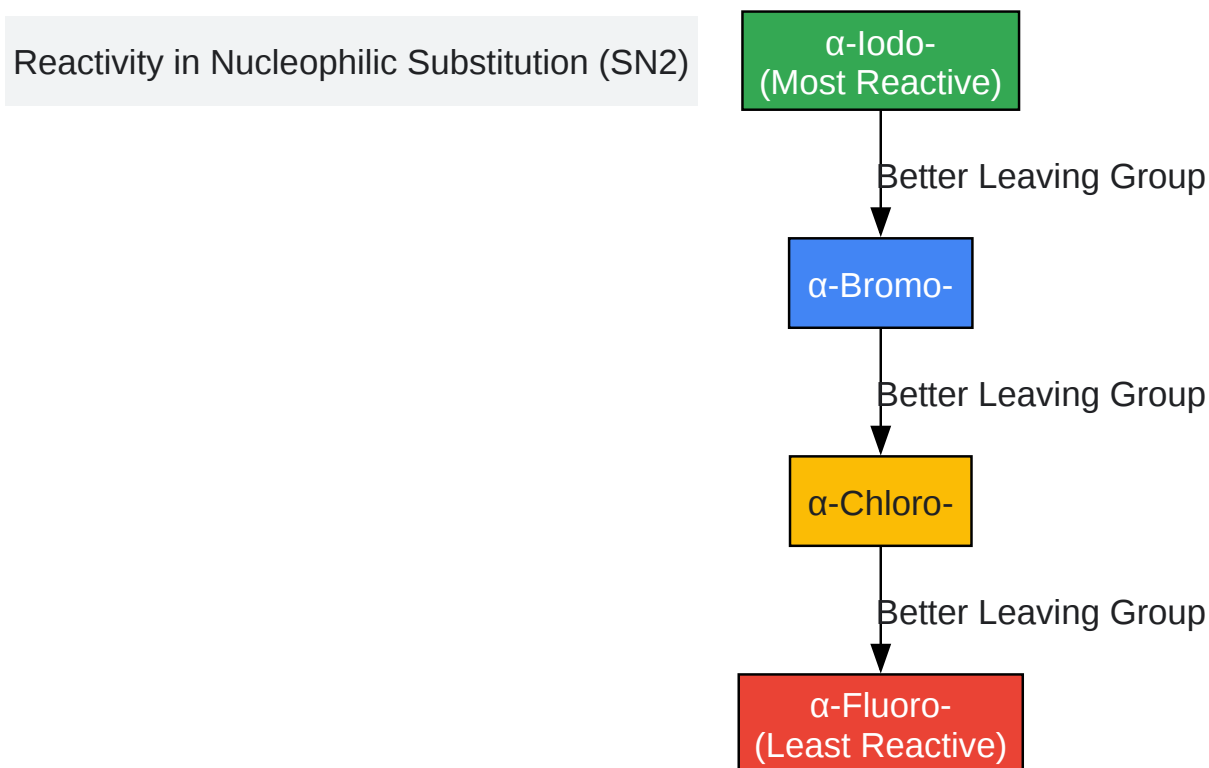 Reactivity in Nucleophilic Substitution (SN2)
α-Iodo-
(Most Reactive)
Better Leaving Group
α-Bromo-
Better Leaving Group
α-Chloro-
Better Leaving Group
α-Fluoro-
(Least Reactive)